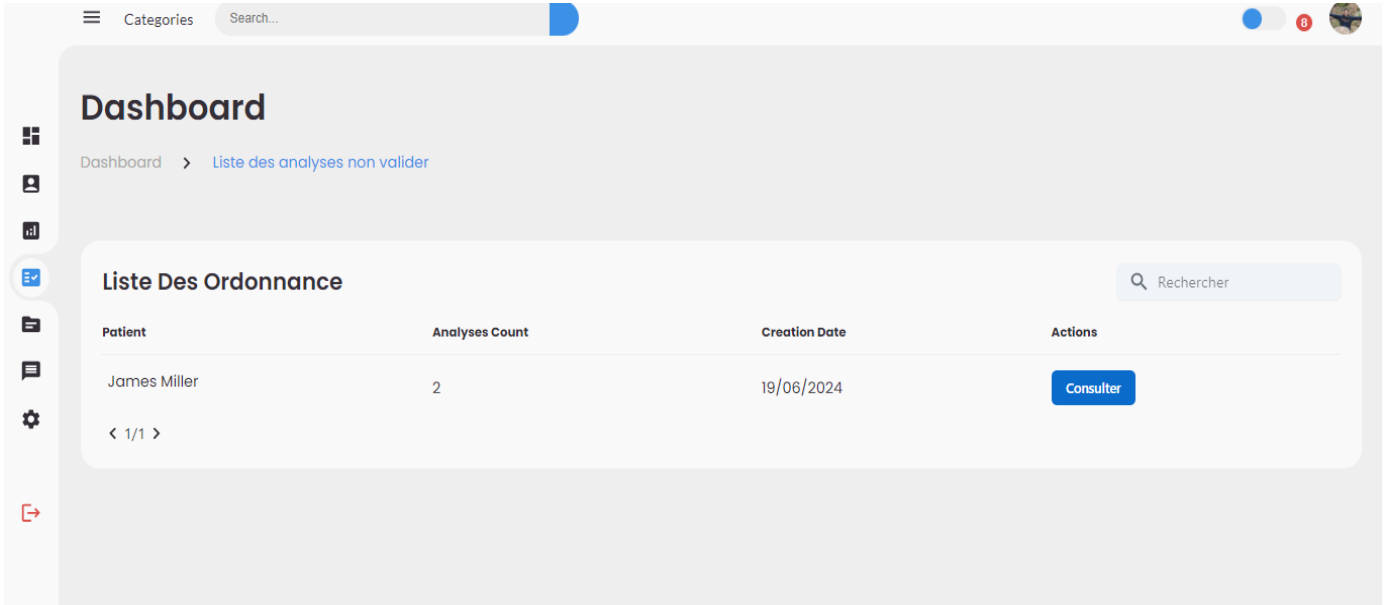 Categories Search... 8
Dashboard
Dashboard > Liste des analyses non valider
Liste Des Ordonnance Rechercher
Patient Analyses Count Creation Date Actions
James Miller 2 19/06/2024 Consulter
< 1/1 >